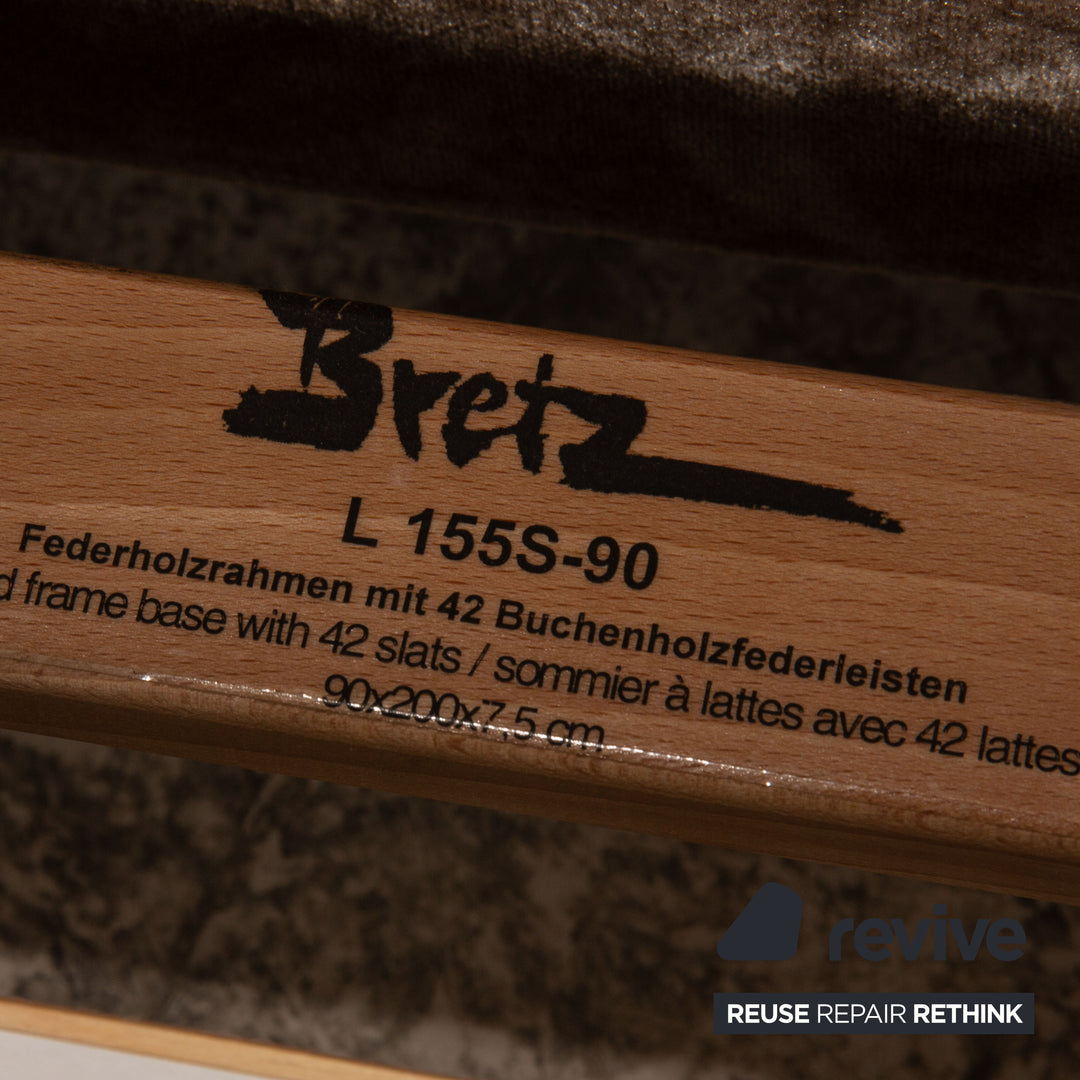 Bretz
L 155S-90
Federholzrahmen mit 42 Buchenholzfederleisten
frame base with 42 slats / sommier à lattes avec 42 lattes
90x200x7,5 cm
revive
REUSE REPAIR RETHINK